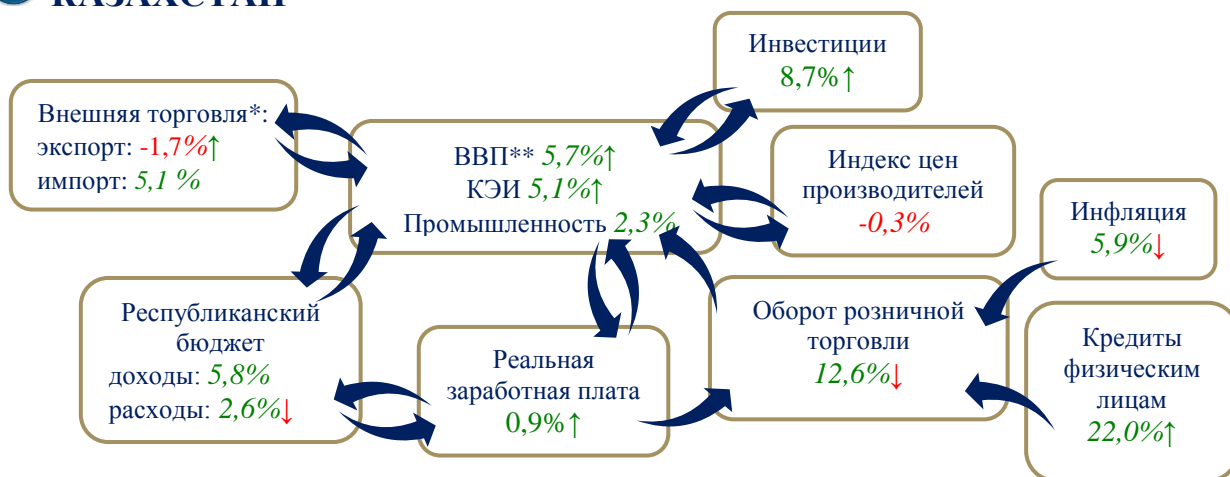 КАЗАХСТАН
Инвестиции
8,7%↑
Внешняя торговля*:
экспорт: -1,7%↑
импорт: 5,1 %
ВВП** 5,7%↑
КЭИ 5,1%↑
Промышленность 2,3%
Индекс цен
производителей
-0,3%
Инфляция
5,9%↓
Республиканский
бюджет
доходы: 5,8%
расходы: 2,6%↓
Реальная
заработная плата
0,9%↑
Оборот розничной
торговли
12,6%↓
Кредиты
физическим
лицам
22,0%↑